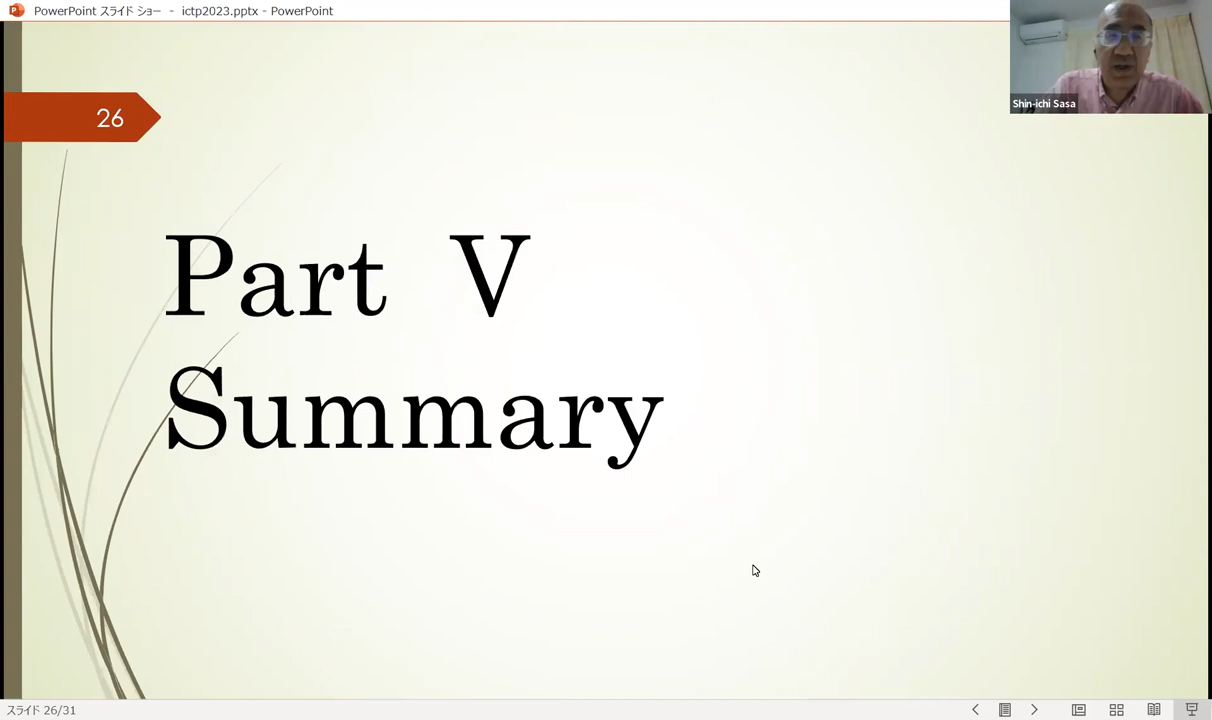 PowerPoint スライド ショー - ictp2023.pptx - PowerPoint
Shin-ichi Sasa
26
Part V
Summary
スライド 26/31